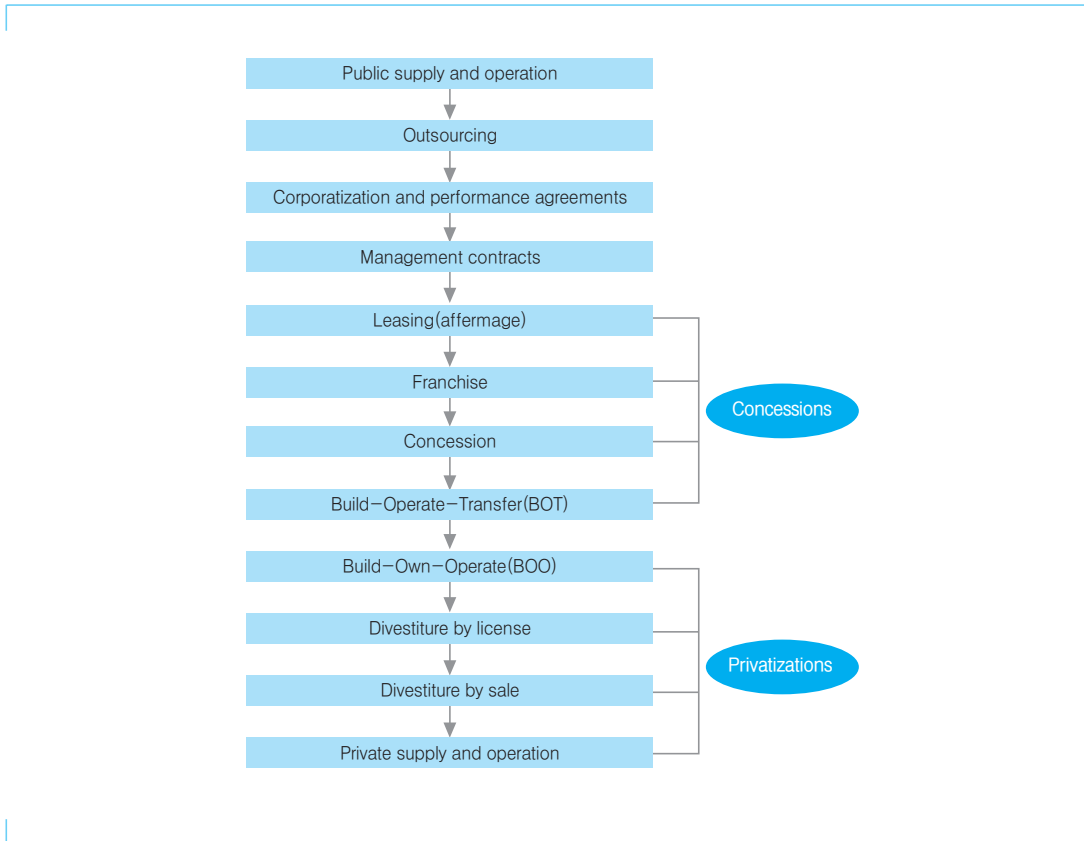 Public supply and operation
Outsourcing
Corporatization and performance agreements
Management contracts
Leasing(affermage)
Franchise
Concessions
Concession
Build-Operate-Transfer(BOT)
Build-Own-Operate(BOO)
Divestiture by license
Privatizations
Divestiture by sale
Private supply and operation